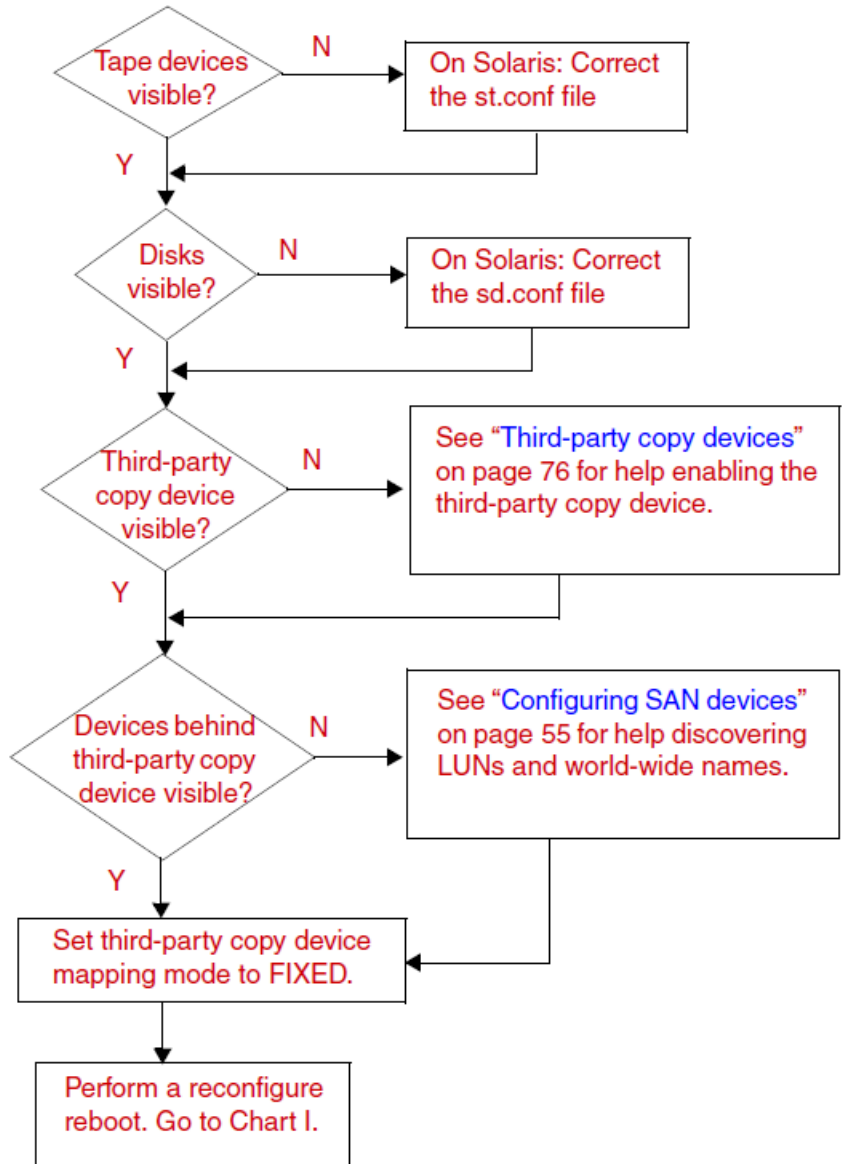 Tape devices
visible?
N
On Solaris: Correct
the st.conf file
Y
Disks
visible?
N
On Solaris: Correct
the sd.conf file
Y
Third-party
copy device
visible?
N
See “Third-party copy devices”
on page 76 for help enabling the
third-party copy device.
Y
Devices behind
third-party copy
device visible?
N
See “Configuring SAN devices”
on page 55 for help discovering
LUNs and world-wide names.
Y
Set third-party copy device
mapping mode to FIXED.
Perform a reconfigure
reboot. Go to Chart I.